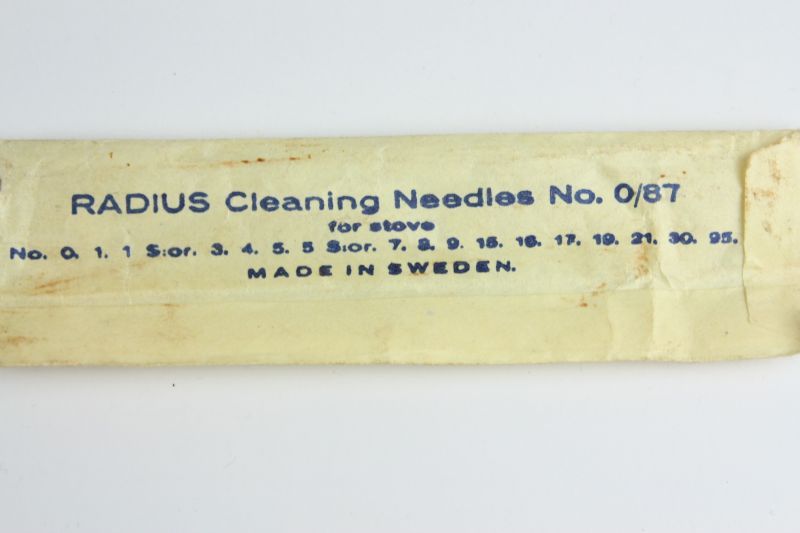 RADIUS Cleaning Needles No. 0/87
for stove
No. 0. 1. 1 S:or. 3. 4. 5. 5 S:or. 7. 8. 9. 15. 16. 17. 19. 21. 30. 95.
MADE IN SWEDEN.